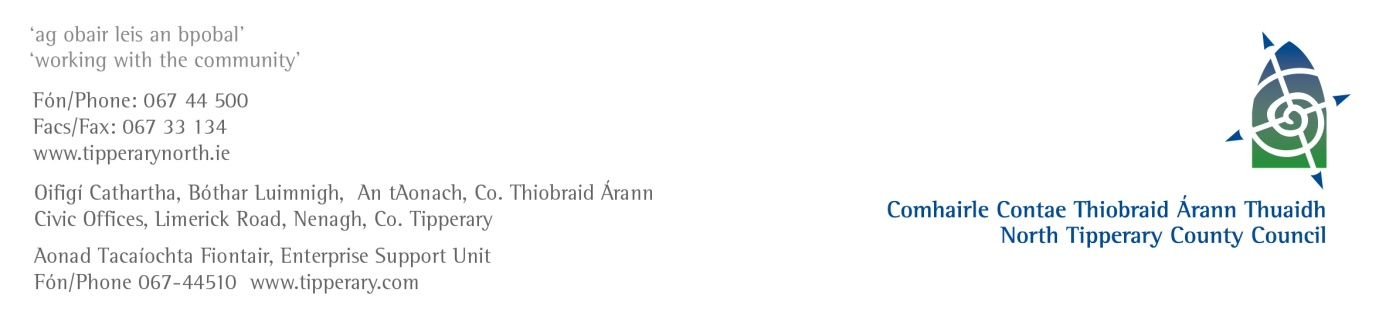 ‘ag obair leis an bpobal’
‘working with the community’
Fón/Phone: 067 44 500
Facs/Fax: 067 33 134
www.tipperarynorth.ie
Oifigí Cathartha, Bóthar Luimnigh, An tAonach, Co. Thiobraid Árann
Civic Offices, Limerick Road, Nenagh, Co. Tipperary
Aonad Tacaíochta Fiontair, Enterprise Support Unit
Fón/Phone 067-44510 www.tipperary.com
Comhairle Contae Thiobraid Árann Thuaidh
North Tipperary County Council